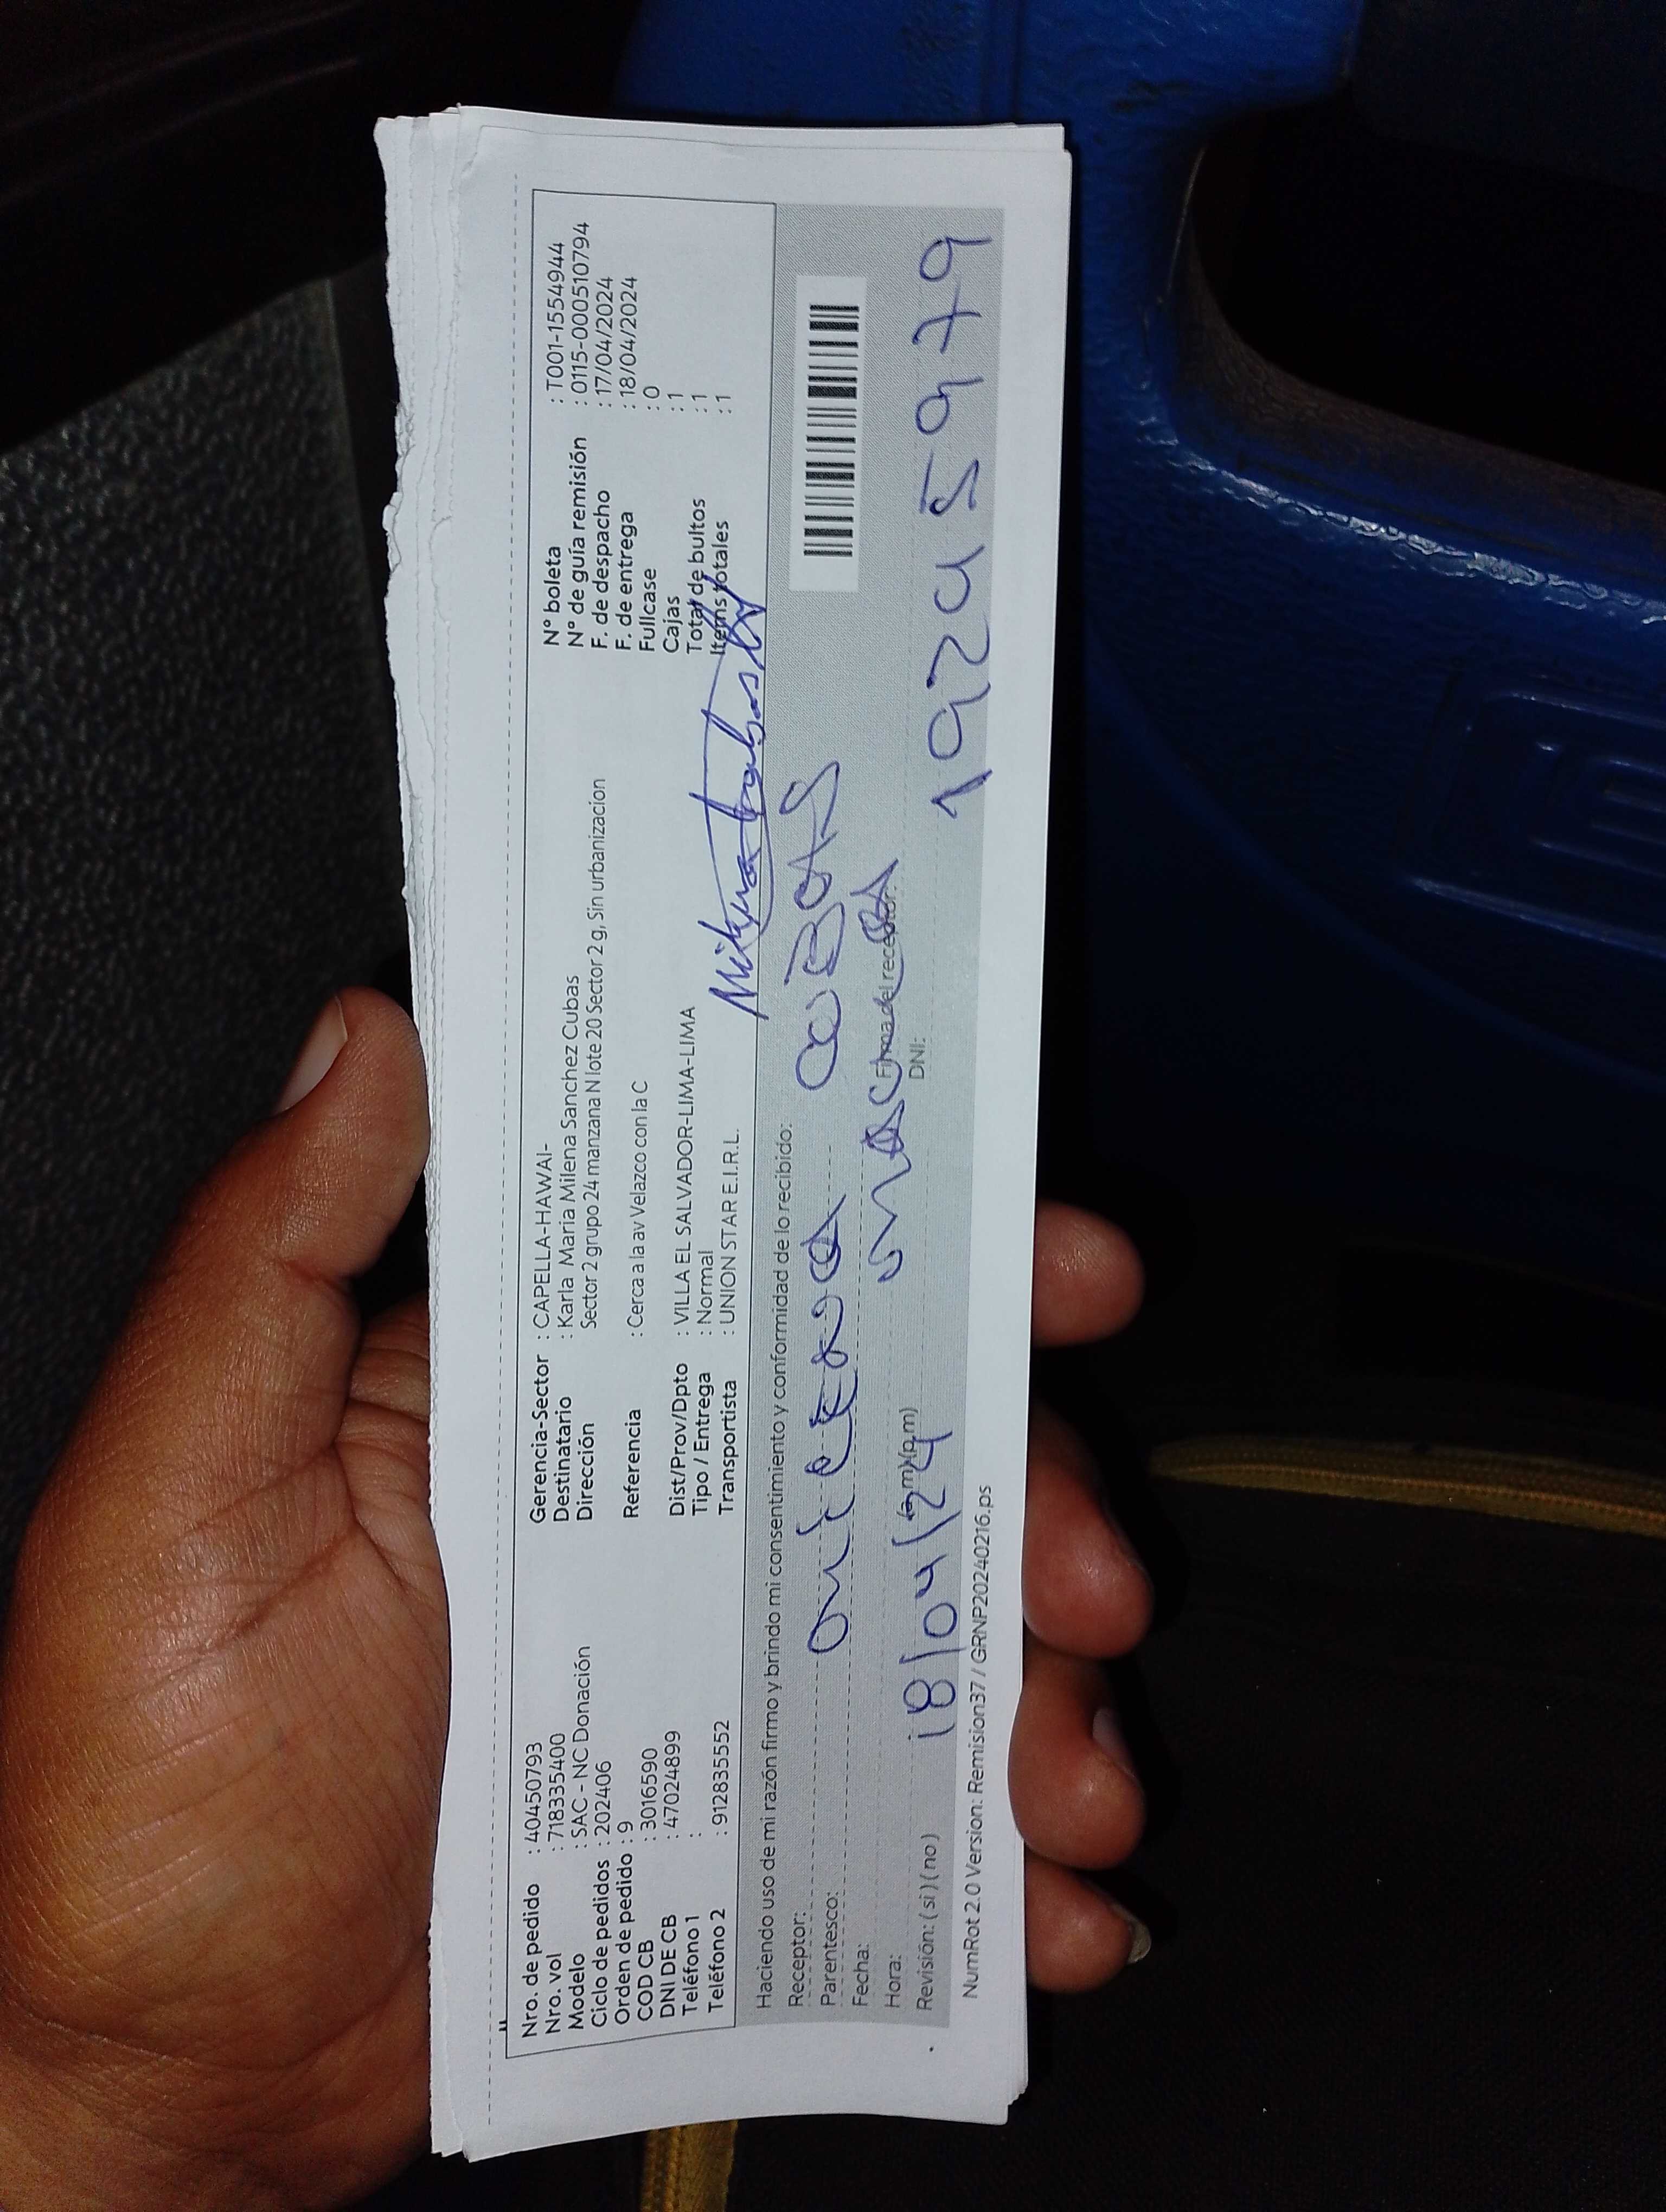 Nro. de pedido : 40450793
Nro. vol : 718335400
Modelo : SAC - NC Donación
Ciclo de pedidos : 202406
Orden de pedido : 9
COD CB : 3016590
DNI DE CB : 47024899
Teléfono 1 :
Teléfono 2 : 912835552
Gerencia-Sector : CAPELLA-HAWAI-
Destinatario : Karla Maria Milena Sanchez Cubas
Dirección Sector 2 grupo 24 manzana N lote 20 Sector 2 g, Sin urbanizacion
Referencia : Cerca a la av Velazco con la C
Dist/Prov/Dpto : VILLA EL SALVADOR-LIMA-LIMA
Tipo / Entrega : Normal
Transportista : UNION STAR E.I.R.L.
N° boleta : T001-1554944
N° de guía remisión : 0115-000510794
F. de despacho : 17/04/2024
F. de entrega : 18/04/2024
Fullcase : 0
Cajas : 1
Total de bultos : 1
Items totales : 1
Haciendo uso de mi razón firmo y brindo mi consentimiento y conformidad de lo recibido:
Receptor: CUBAS
Parentesco:
Fecha:
Firma del receptor:
Hora: 18/04/24 (am)(pm)
DNI: 19245979
Revisión: ( si ) ( no )
NumRot 2.0 Version: Remision37 / GRNP20240216.ps